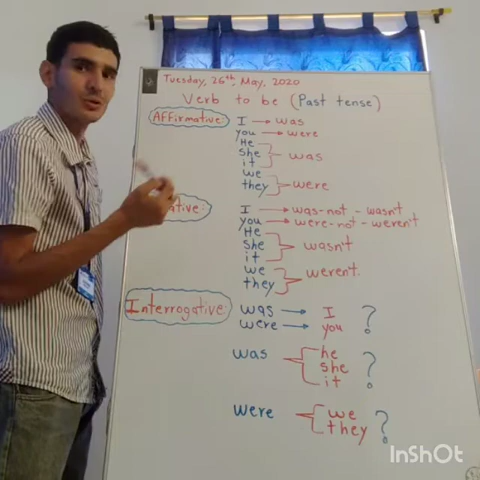 Tuesday, 26th, May, 2020
Verb to be (Past tense)
Affirmative: I → was
you → were
He
she
it
was
we
they
were
I → was-not - wasn't
you → were-not - weren't
He
she
it
wasn't
we
they
weren't.
Interrogative: was → I
were → you
?
was
he
she
it
?
were
we
they
?
InShOt